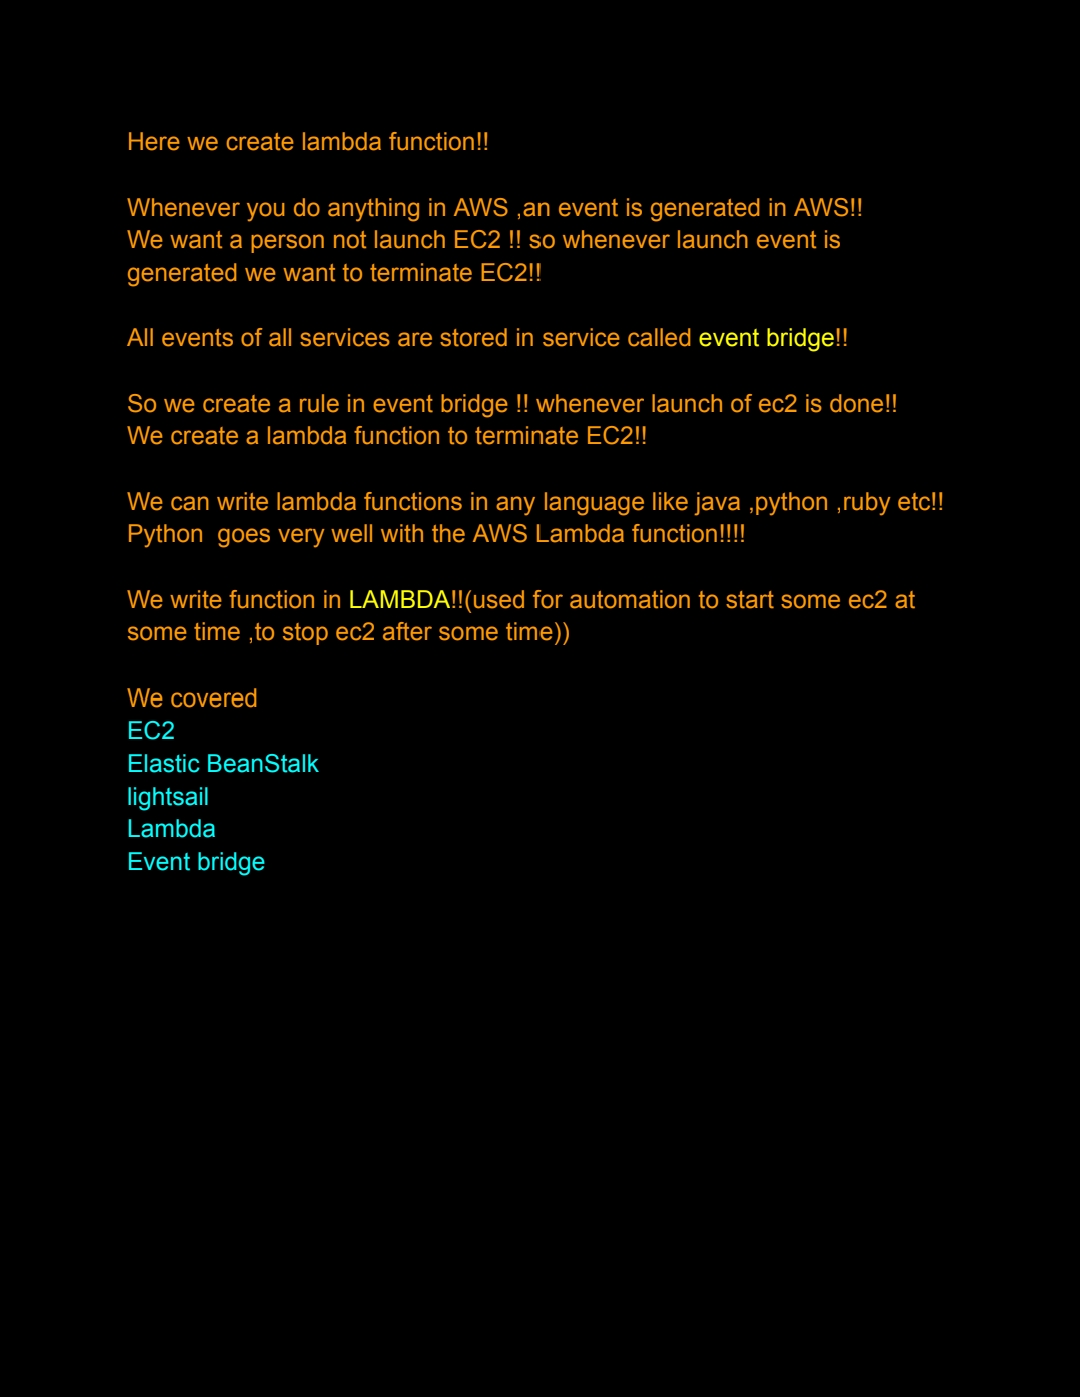 Here we create lambda function!!
Whenever you do anything in AWS ,an event is generated in AWS!!
We want a person not launch EC2 !! so whenever launch event is
generated we want to terminate EC2!!
All events of all services are stored in service called event bridge!!
So we create a rule in event bridge !! whenever launch of ec2 is done!!
We create a lambda function to terminate EC2!!
We can write lambda functions in any language like java ,python ,ruby etc!!
Python  goes very well with the AWS Lambda function!!!!
We write function in LAMBDA!!(used for automation to start some ec2 at
some time ,to stop ec2 after some time))
We covered
EC2
Elastic BeanStalk
lightsail
Lambda
Event bridge